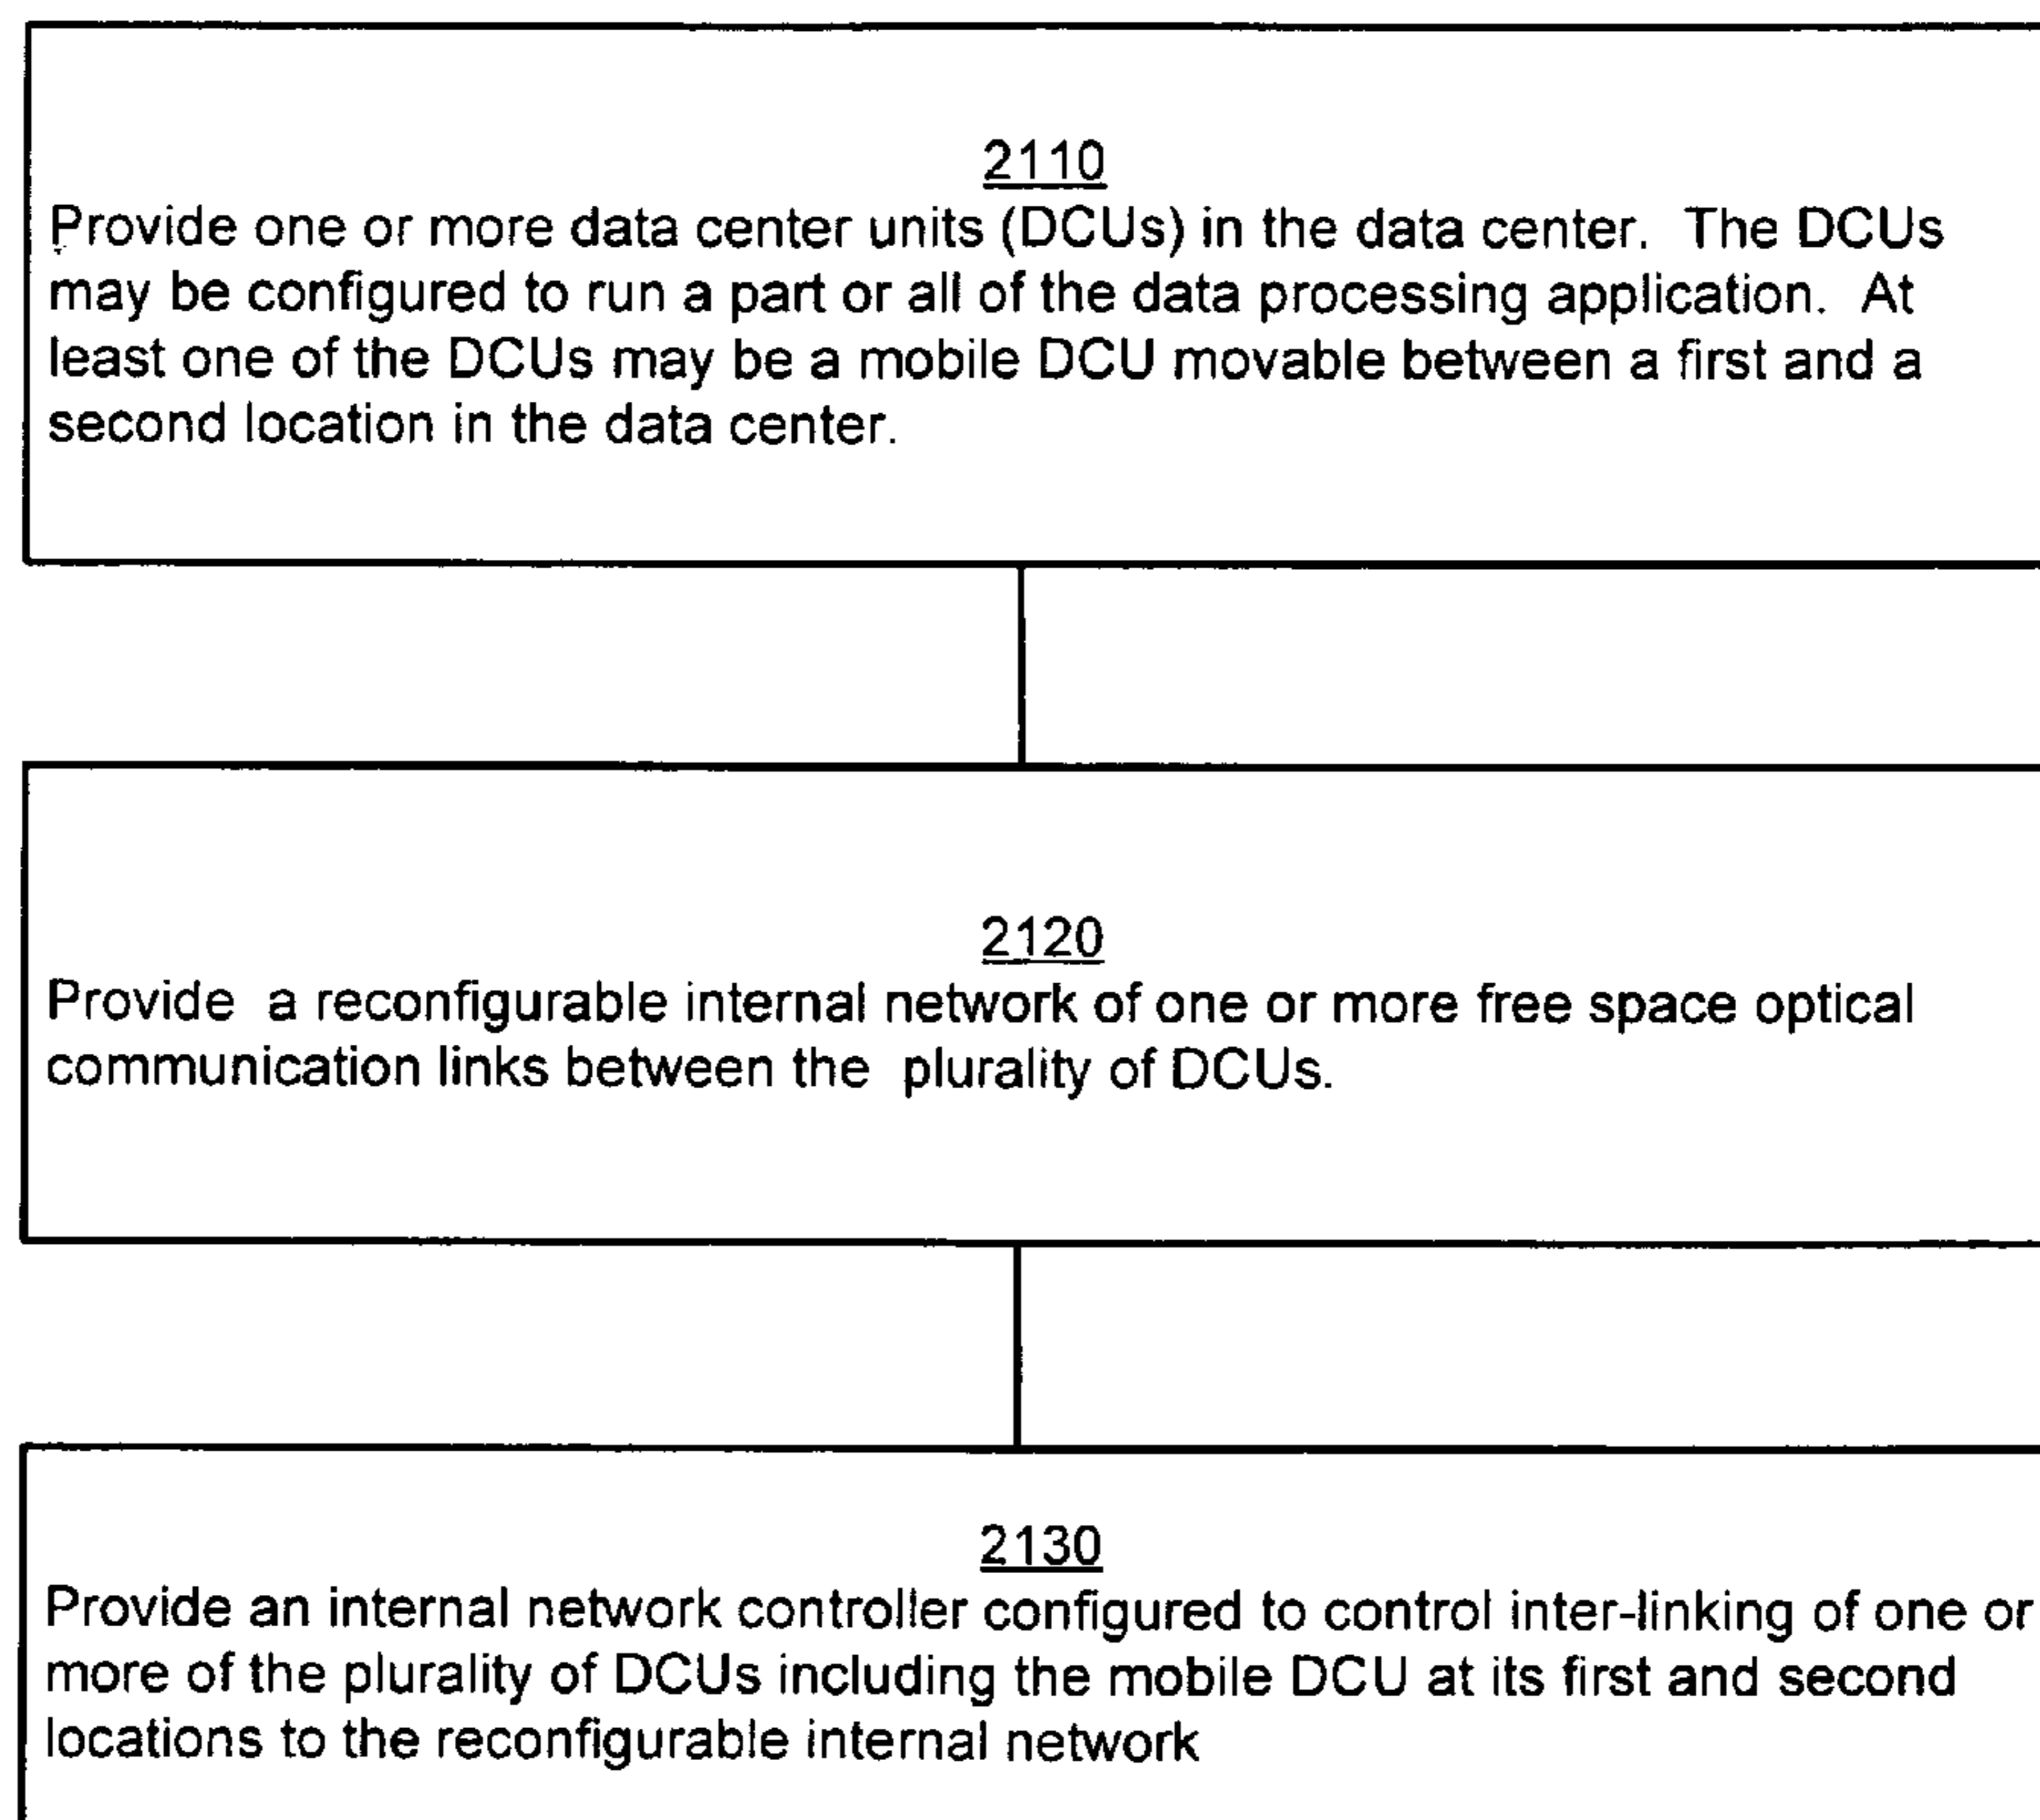 2110
Provide one or more data center units (DCUs) in the data center. The DCUs
may be configured to run a part or all of the data processing application. At
least one of the DCUs may be a mobile DCU movable between a first and a
second location in the data center.
2120
Provide a reconfigurable internal network of one or more free space optical
communication links between the plurality of DCUs.
2130
Provide an internal network controller configured to control inter-linking of one or
more of the plurality of DCUs including the mobile DCU at its first and second
locations to the reconfigurable internal network